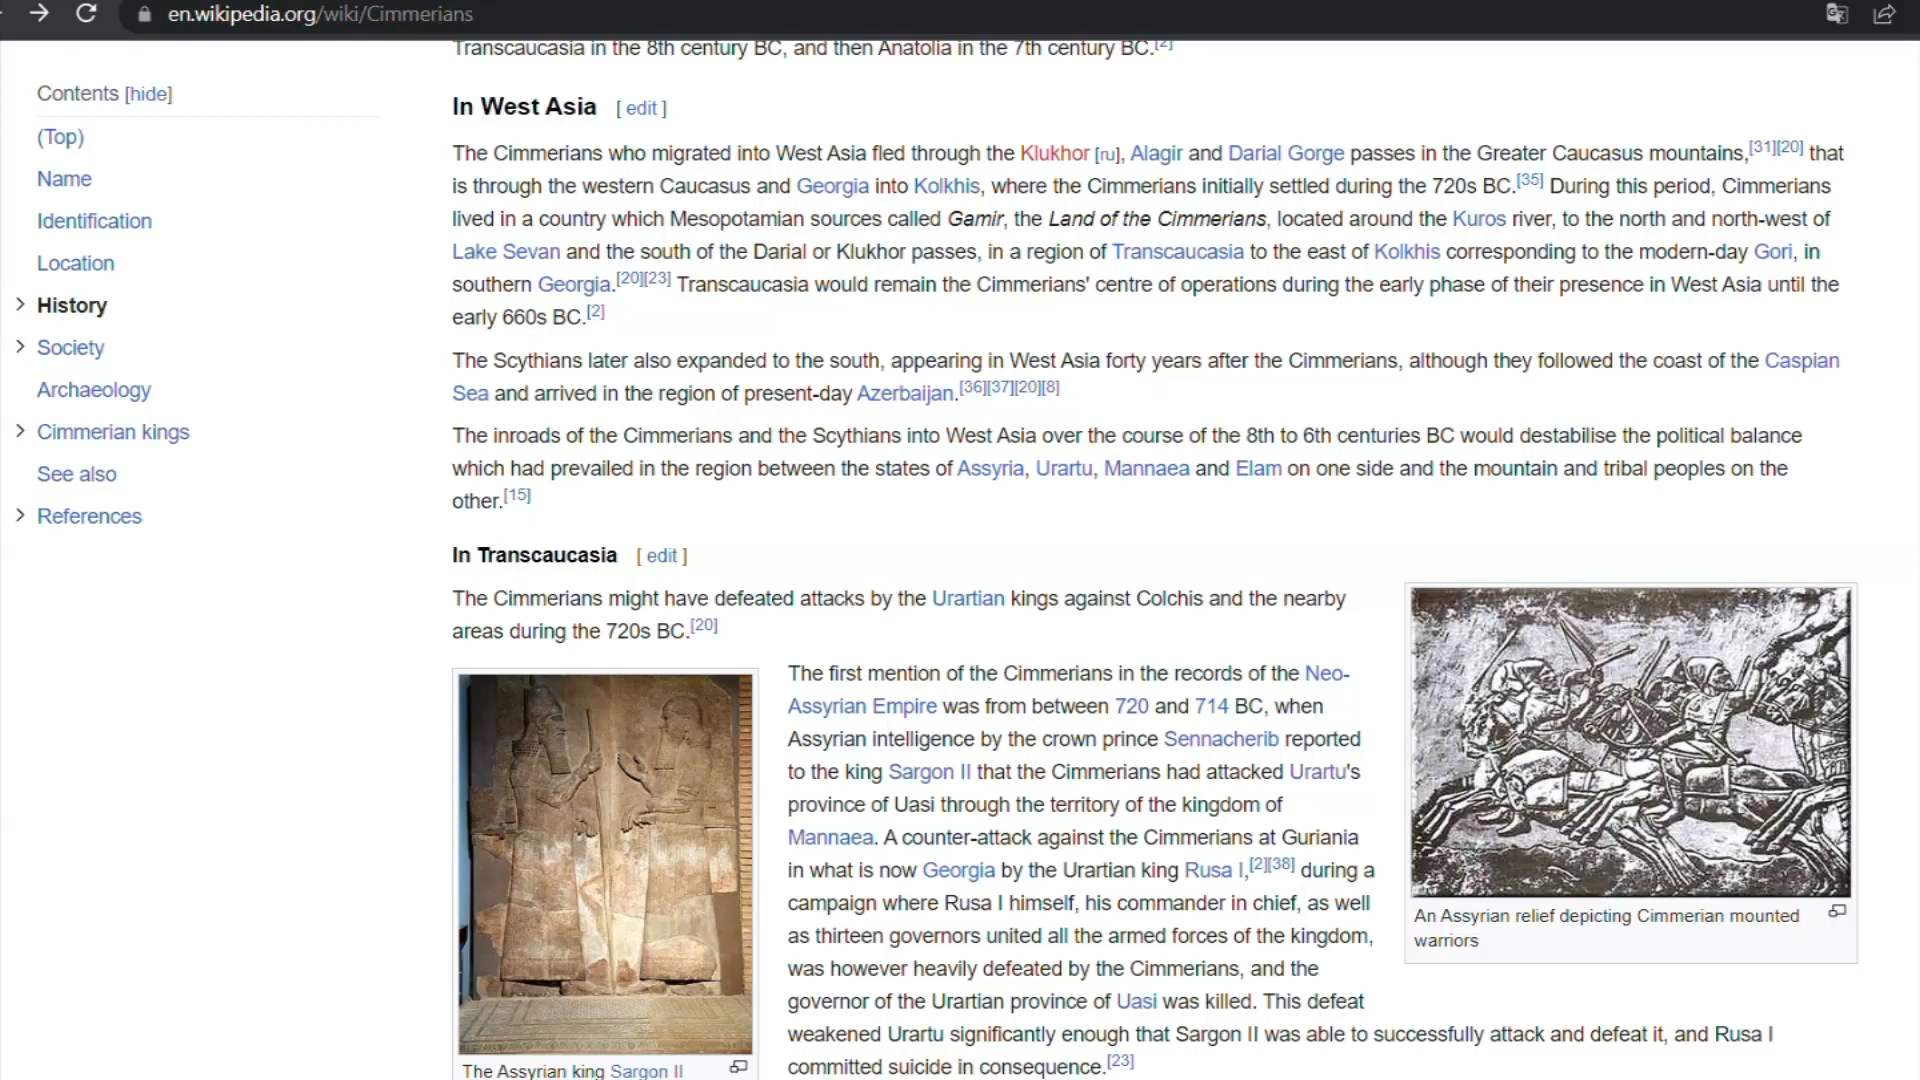 en.wikipedia.org/wiki/Cimmerians
Contents [hide]
(Top)
Name
Identification
Location
History
Society
Archaeology
Cimmerian kings
See also
References
Transcaucasia in the 8th century BC, and then Anatolia in the 7th century BC.[2]
In West Asia [ edit ]
The Cimmerians who migrated into West Asia fled through the Klukhor [ru], Alagir and Darial Gorge passes in the Greater Caucasus mountains,[31][20] that
is through the western Caucasus and Georgia into Kolkhis, where the Cimmerians initially settled during the 720s BC.[35] During this period, Cimmerians
lived in a country which Mesopotamian sources called Gamir, the Land of the Cimmerians, located around the Kuros river, to the north and north-west of
Lake Sevan and the south of the Darial or Klukhor passes, in a region of Transcaucasia to the east of Kolkhis corresponding to the modern-day Gori, in
southern Georgia.[20][23] Transcaucasia would remain the Cimmerians' centre of operations during the early phase of their presence in West Asia until the
early 660s BC.[2]
The Scythians later also expanded to the south, appearing in West Asia forty years after the Cimmerians, although they followed the coast of the Caspian
Sea and arrived in the region of present-day Azerbaijan.[36][37][20][8]
The inroads of the Cimmerians and the Scythians into West Asia over the course of the 8th to 6th centuries BC would destabilise the political balance
which had prevailed in the region between the states of Assyria, Urartu, Mannaea and Elam on one side and the mountain and tribal peoples on the
other.[15]
In Transcaucasia [ edit ]
The Cimmerians might have defeated attacks by the Urartian kings against Colchis and the nearby
areas during the 720s BC.[20]
The first mention of the Cimmerians in the records of the Neo-
Assyrian Empire was from between 720 and 714 BC, when
Assyrian intelligence by the crown prince Sennacherib reported
to the king Sargon II that the Cimmerians had attacked Urartu's
province of Uasi through the territory of the kingdom of
Mannaea. A counter-attack against the Cimmerians at Guriania
in what is now Georgia by the Urartian king Rusa I,[2][38] during a
campaign where Rusa I himself, his commander in chief, as well
as thirteen governors united all the armed forces of the kingdom,
was however heavily defeated by the Cimmerians, and the
governor of the Urartian province of Uasi was killed. This defeat
weakened Urartu significantly enough that Sargon II was able to successfully attack and defeat it, and Rusa I
committed suicide in consequence.[23]
An Assyrian relief depicting Cimmerian mounted
warriors
The Assyrian king Sargon II